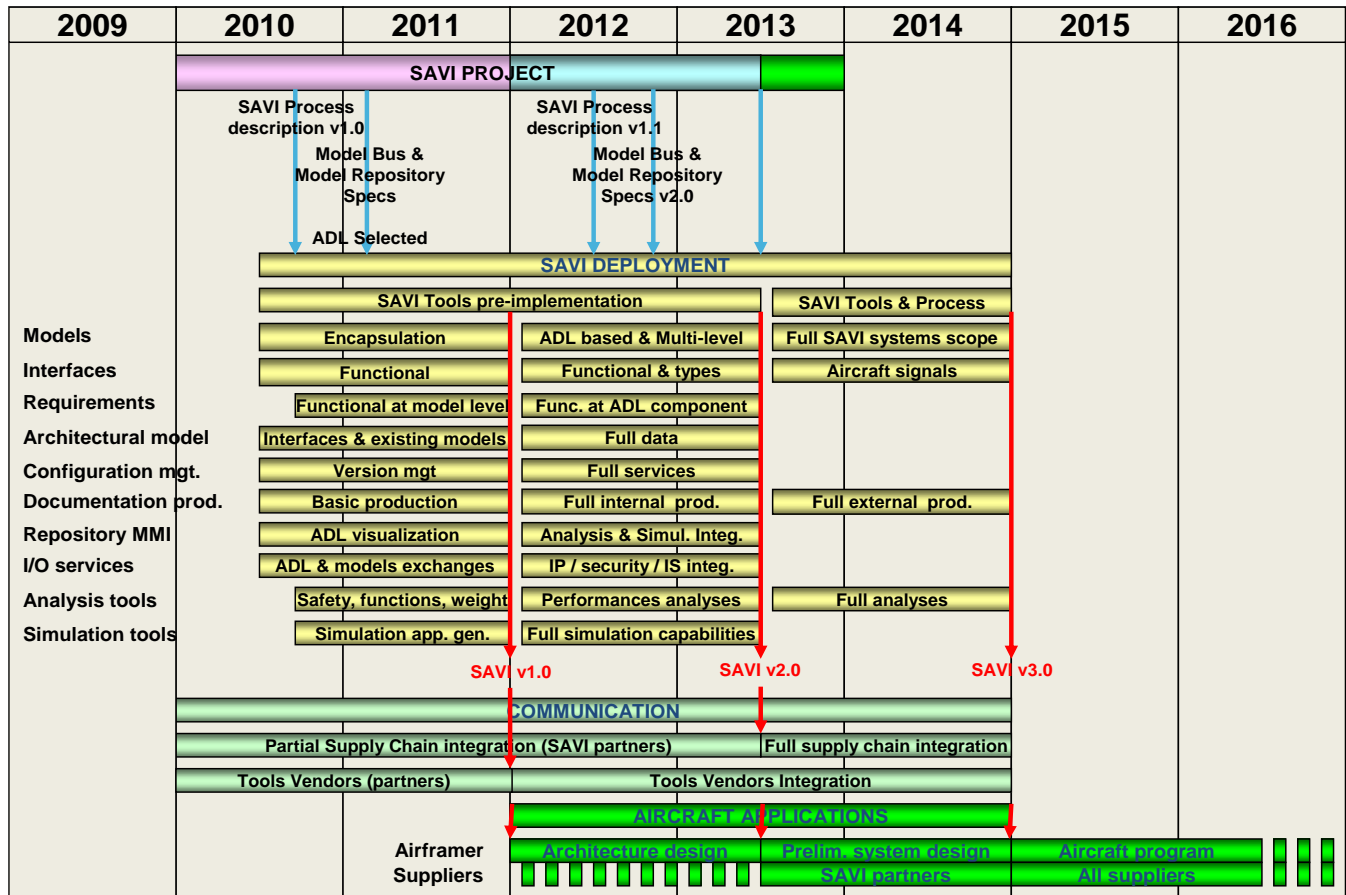 2009 2010 2011 2012 2013 2014 2015 2016
SAVI PROJECT
SAVI Process
description v1.0
SAVI Process
description v1.1
Model Bus &
Model Repository
Specs
Model Bus &
Model Repository
Specs v2.0
ADL Selected
SAVI DEPLOYMENT
SAVI Tools pre-implementation SAVI Tools & Process
Models Encapsulation ADL based & Multi-level Full SAVI systems scope
Interfaces Functional Functional & types Aircraft signals
Requirements Functional at model level Func. at ADL component
Architectural model Interfaces & existing models Full data
Configuration mgt. Version mgt Full services
Documentation prod. Basic production Full internal prod. Full external prod.
Repository MMI ADL visualization Analysis & Simul. Integ.
I/O services ADL & models exchanges IP / security / IS integ.
Analysis tools Safety, functions, weight Performances analyses Full analyses
Simulation tools Simulation app. gen. Full simulation capabilities
SAVI v1.0 SAVI v2.0 SAVI v3.0
COMMUNICATION
Partial Supply Chain integration (SAVI partners) Full supply chain integration
Tools Vendors (partners) Tools Vendors Integration
AIRCRAFT APPLICATIONS
Airframer Architecture design Prelim. system design Aircraft program
Suppliers SAVI partners All suppliers